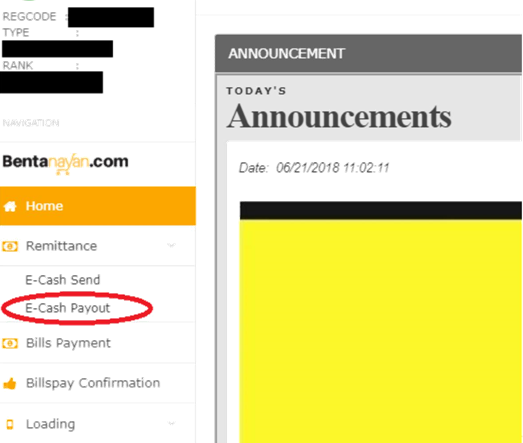 REGCODE :
TYPE :
RANK :
NAVIGATION
Bentanayan.com
Home
Remittance
E-Cash Send
E-Cash Payout
Bills Payment
Billspay Confirmation
Loading
ANNOUNCEMENT
TODAY'S
Announcements
Date: 06/21/2018 11:02:11